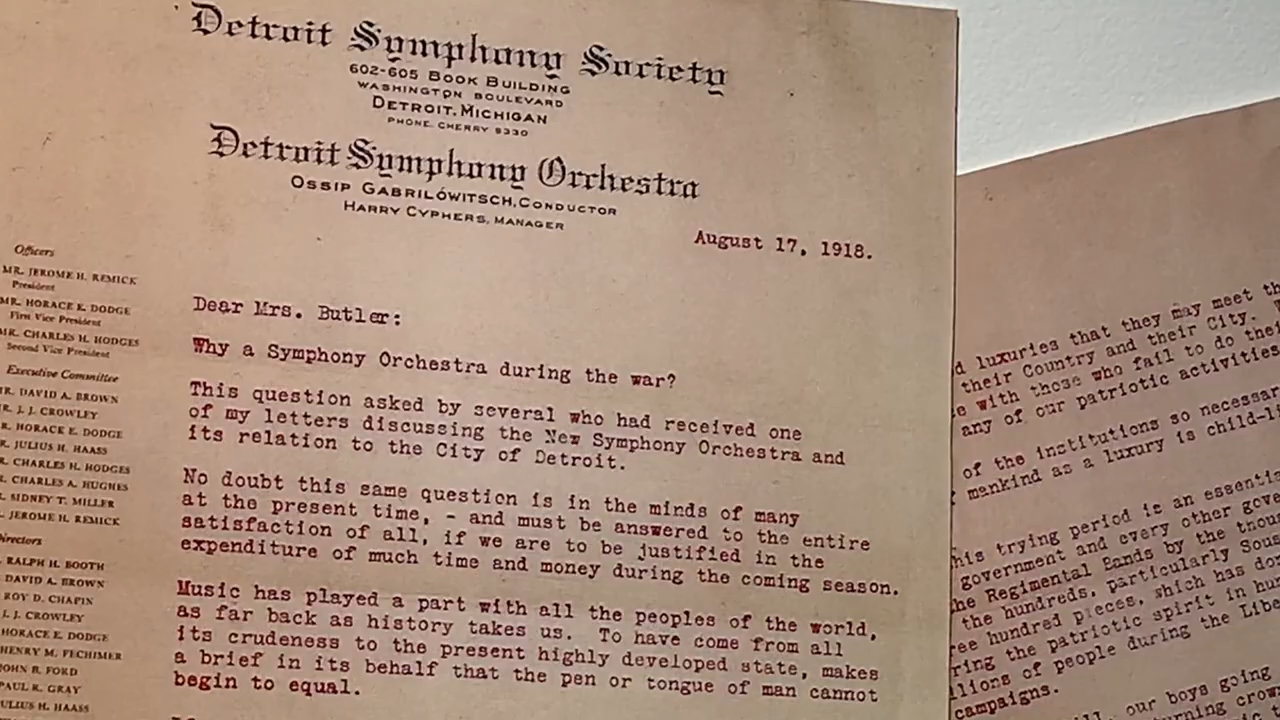 Detroit Symphony Society
602-605 BOOK BUILDING
WASHINGTON BOULEVARD
DETROIT, MICHIGAN
PHONE, CHERRY 8330
Detroit Symphony Orchestra
OSSIP GABRILÓWITSCH, CONDUCTOR
HARRY CYPHERS, MANAGER
August 17, 1918.
Officers
MR. JEROME H. REMICK
President
MR. HORACE E. DODGE
First Vice President
MR. CHARLES H. HODGES
Second Vice President
Executive Committee
MR. DAVID A. BROWN
MR. J. J. CROWLEY
R. HORACE E. DODGE
R. JULIUS H. HAASS
R. CHARLES H. HODGES
R. CHARLES A. HUGHES
R. SIDNEY T. MILLER
R. JEROME H. REMICK
Directors
RALPH H. BOOTH
DAVID A. BROWN
ROY D. CHAPIN
J. J. CROWLEY
HORACE E. DODGE
HENRY M. FECHIMER
JOHN B. FORD
PAUL R. GRAY
JULIUS H. HAASS
Dear Mrs. Butler:
Why a Symphony Orchestra during the war?
This question asked by several who had received one
of my letters discussing the New Symphony Orchestra and
its relation to the City of Detroit.
No doubt this same question is in the minds of many
at the present time, - and must be answered to the entire
satisfaction of all, if we are to be justified in the
expenditure of much time and money during the coming season.
Music has played a part with all the peoples of the world,
as far back as history takes us. To have come from all
its crudeness to the present highly developed state, makes
a brief in its behalf that the pen or tongue of man cannot
begin to equal.
d luxuries that they may meet th
their Country and their City.
e with those who fail to do thei
any of our patriotic activities
of the institutions so necessar
mankind as a luxury is child-li
his trying period is an essentia
government and every other gove
the Regimental Bands by the thou
the hundreds, particularly Sous
ree hundred pieces, which has do
ring the patriotic spirit in hu
llions of people during the Libe
campaigns.
our boys going